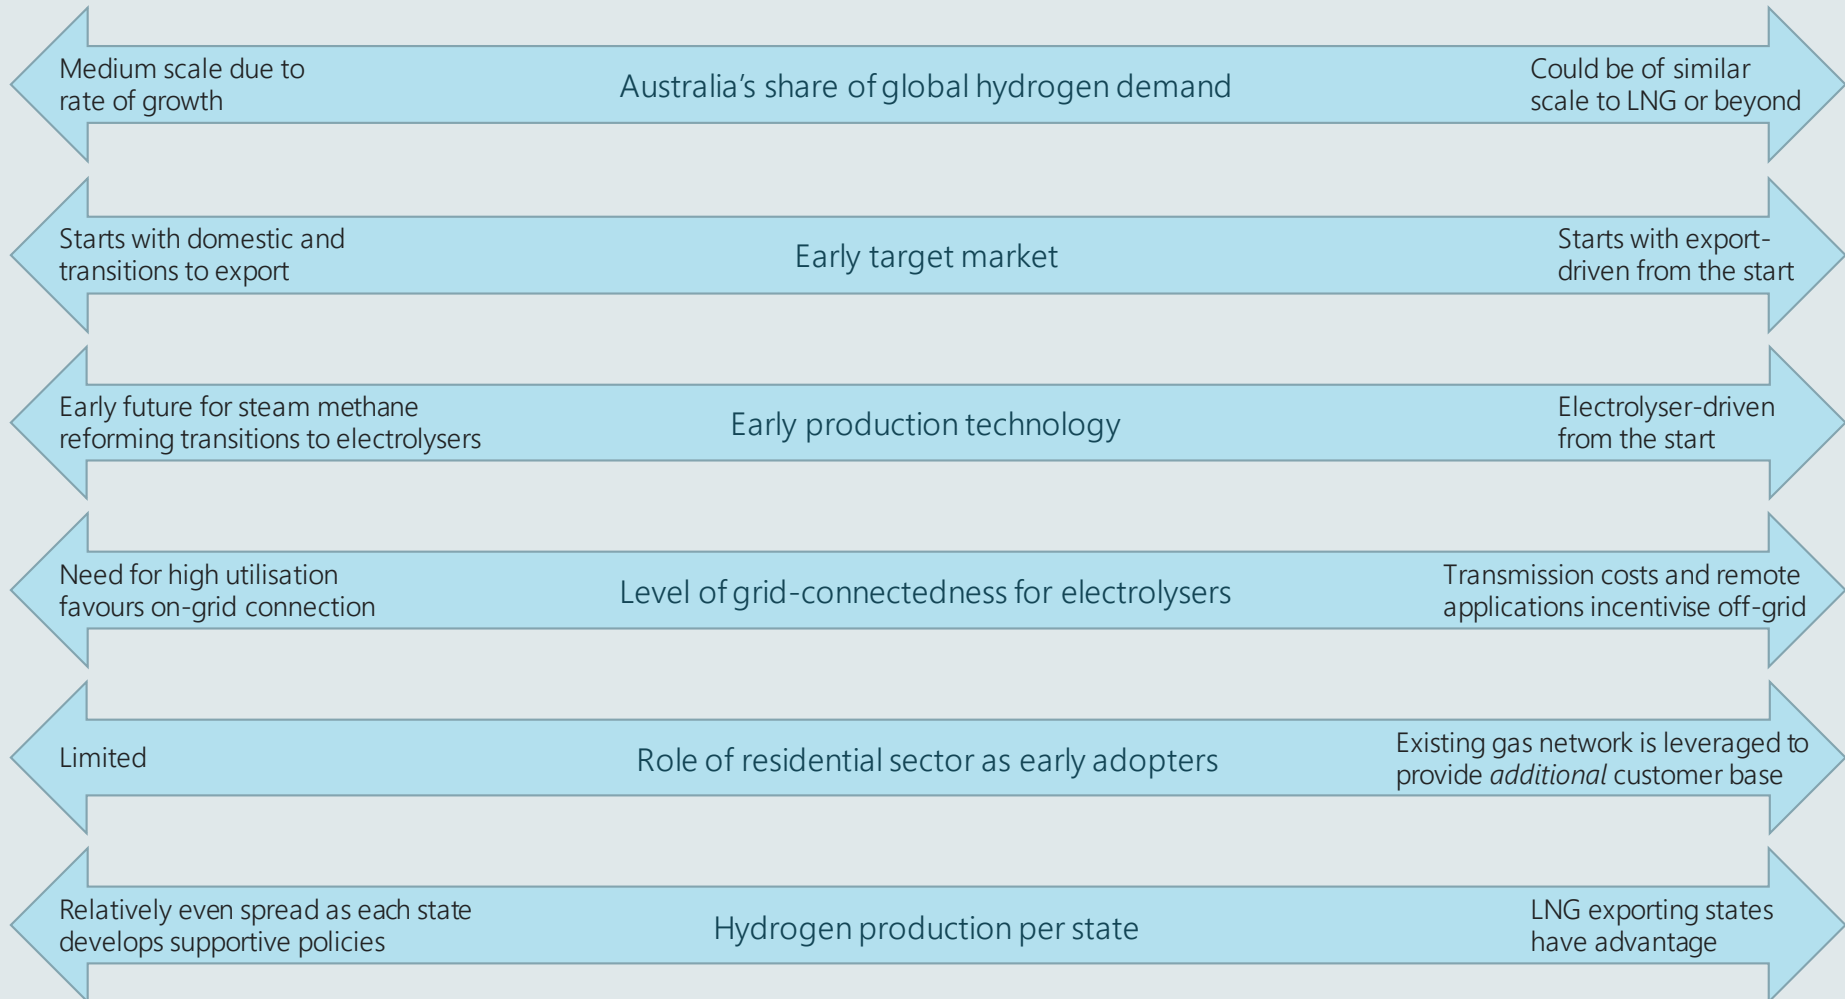 Medium scale due to
rate of growth
Australia's share of global hydrogen demand
Could be of similar
scale to LNG or beyond
Starts with domestic and
transitions to export
Early target market
Starts with export-
driven from the start
Early future for steam methane
reforming transitions to electrolysers
Early production technology
Electrolyser-driven
from the start
Need for high utilisation
favours on-grid connection
Level of grid-connectedness for electrolysers
Transmission costs and remote
applications incentivise off-grid
Limited
Role of residential sector as early adopters
Existing gas network is leveraged to
provide additional customer base
Relatively even spread as each state
develops supportive policies
Hydrogen production per state
LNG exporting states
have advantage